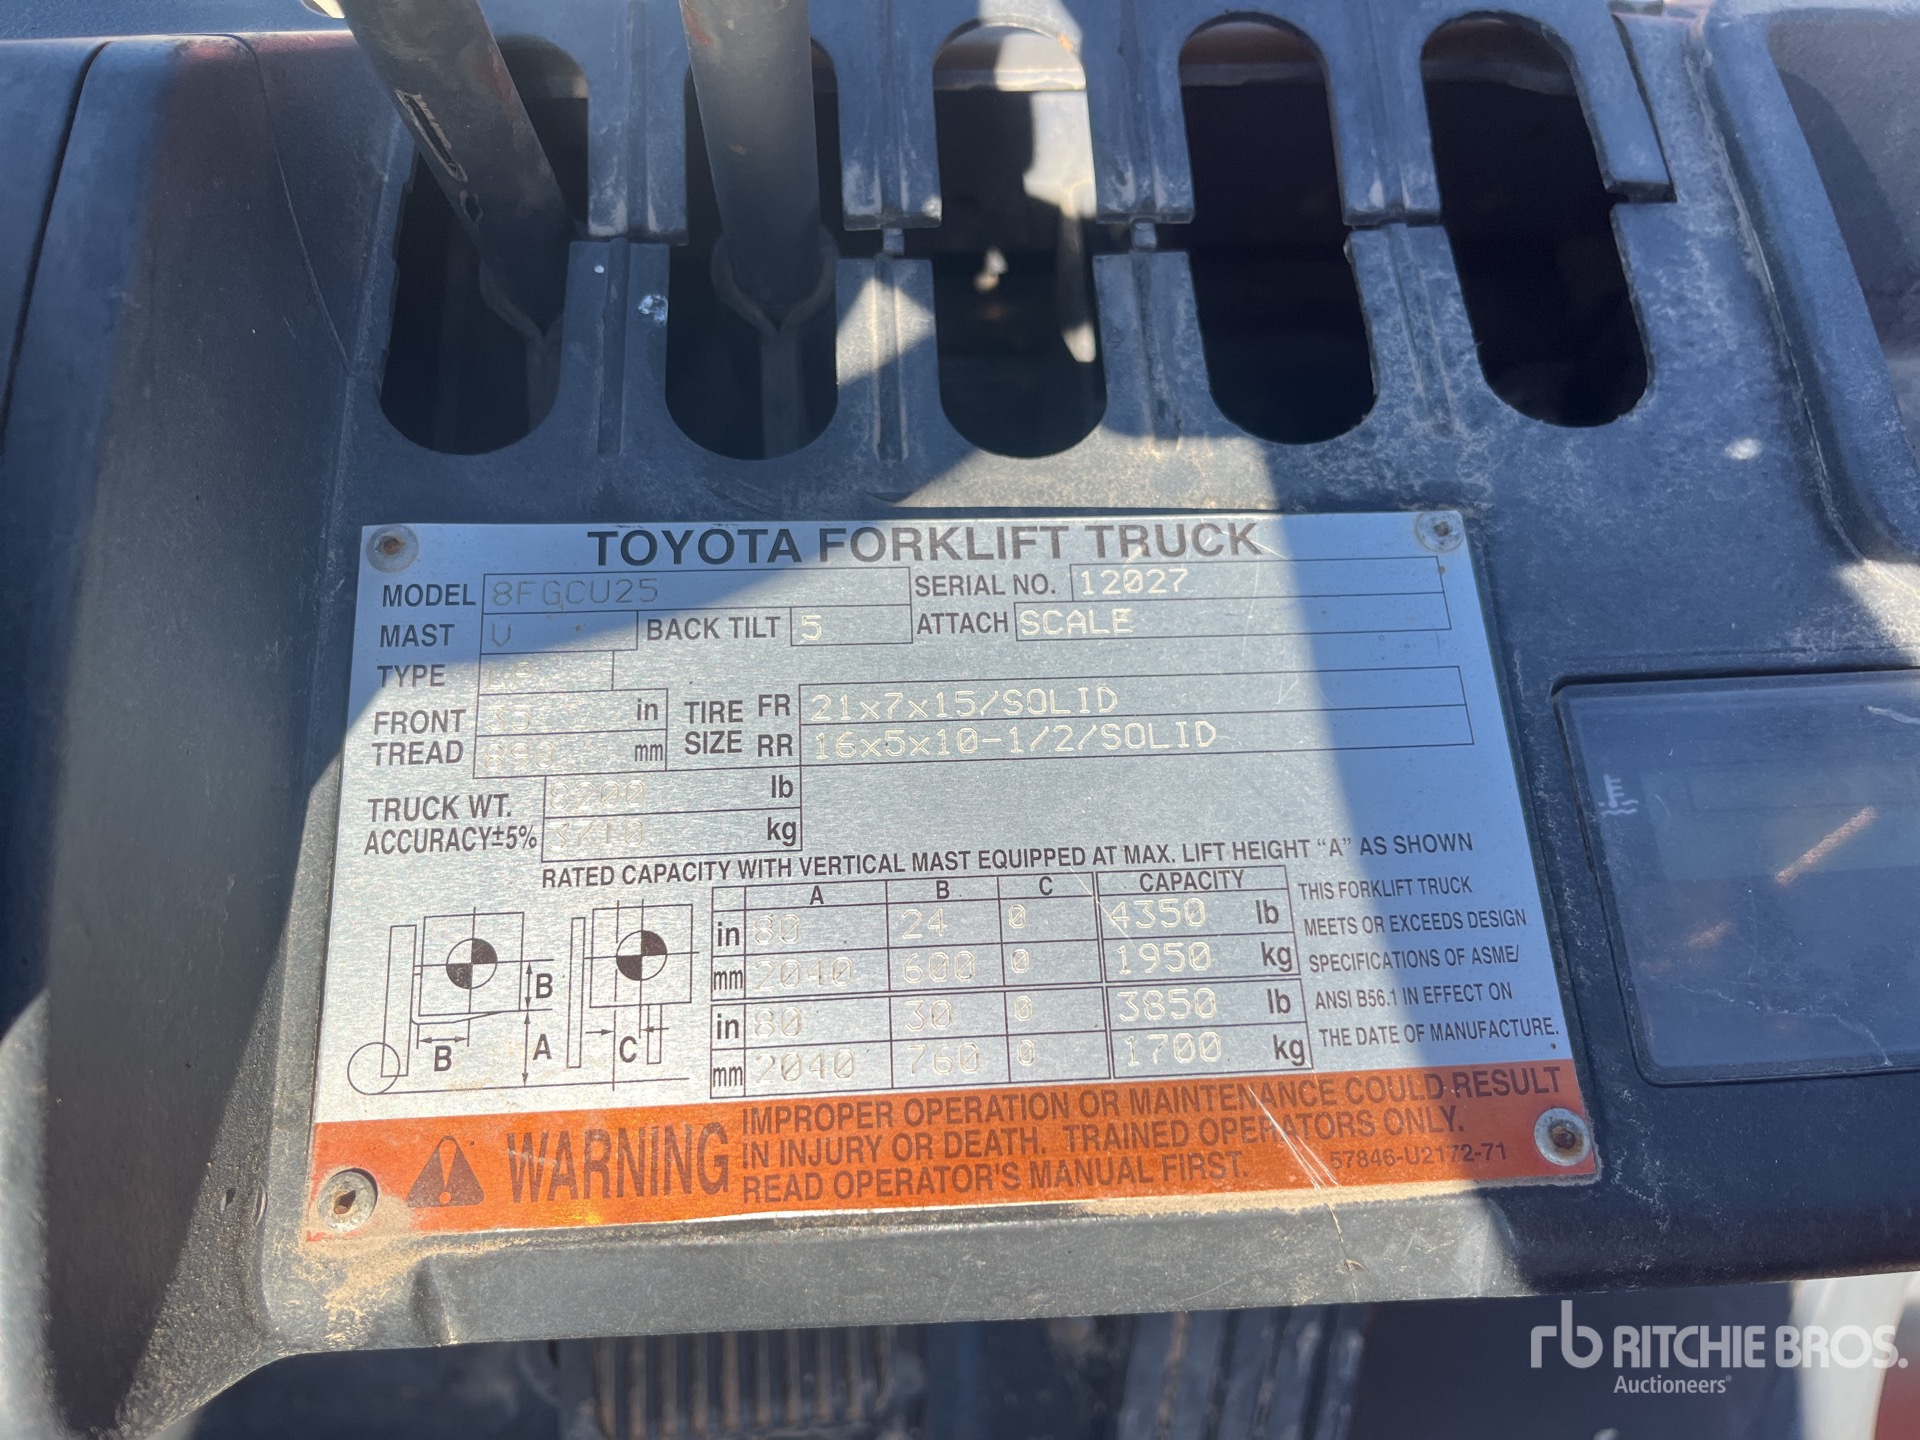 TOYOTA FORKLIFT TRUCK
MODEL 8FGCU25 SERIAL NO. 12027
MAST V BACK TILT 5 ATTACH SCALE
TYPE
FRONT TREAD in 890 mm TIRE SIZE FR 21x7x15/SOLID
RR 16x5x10-1/2/SOLID
TRUCK WT. 8200 lb
ACCURACY±5% 3710 kg
RATED CAPACITY WITH VERTICAL MAST EQUIPPED AT MAX. LIFT HEIGHT "A" AS SHOWN
A B C CAPACITY
in 80 24 0 4350 lb
mm 2040 600 0 1950 kg
in 80 30 0 3850 lb
mm 2040 760 0 1700 kg
B
B A C
THIS FORKLIFT TRUCK
MEETS OR EXCEEDS DESIGN
SPECIFICATIONS OF ASME/
ANSI B56.1 IN EFFECT ON
THE DATE OF MANUFACTURE.
WARNING
IMPROPER OPERATION OR MAINTENANCE COULD RESULT
IN INJURY OR DEATH. TRAINED OPERATORS ONLY.
READ OPERATOR'S MANUAL FIRST. 57846-U2172-71
rb RITCHIE BROS.
Auctioneers